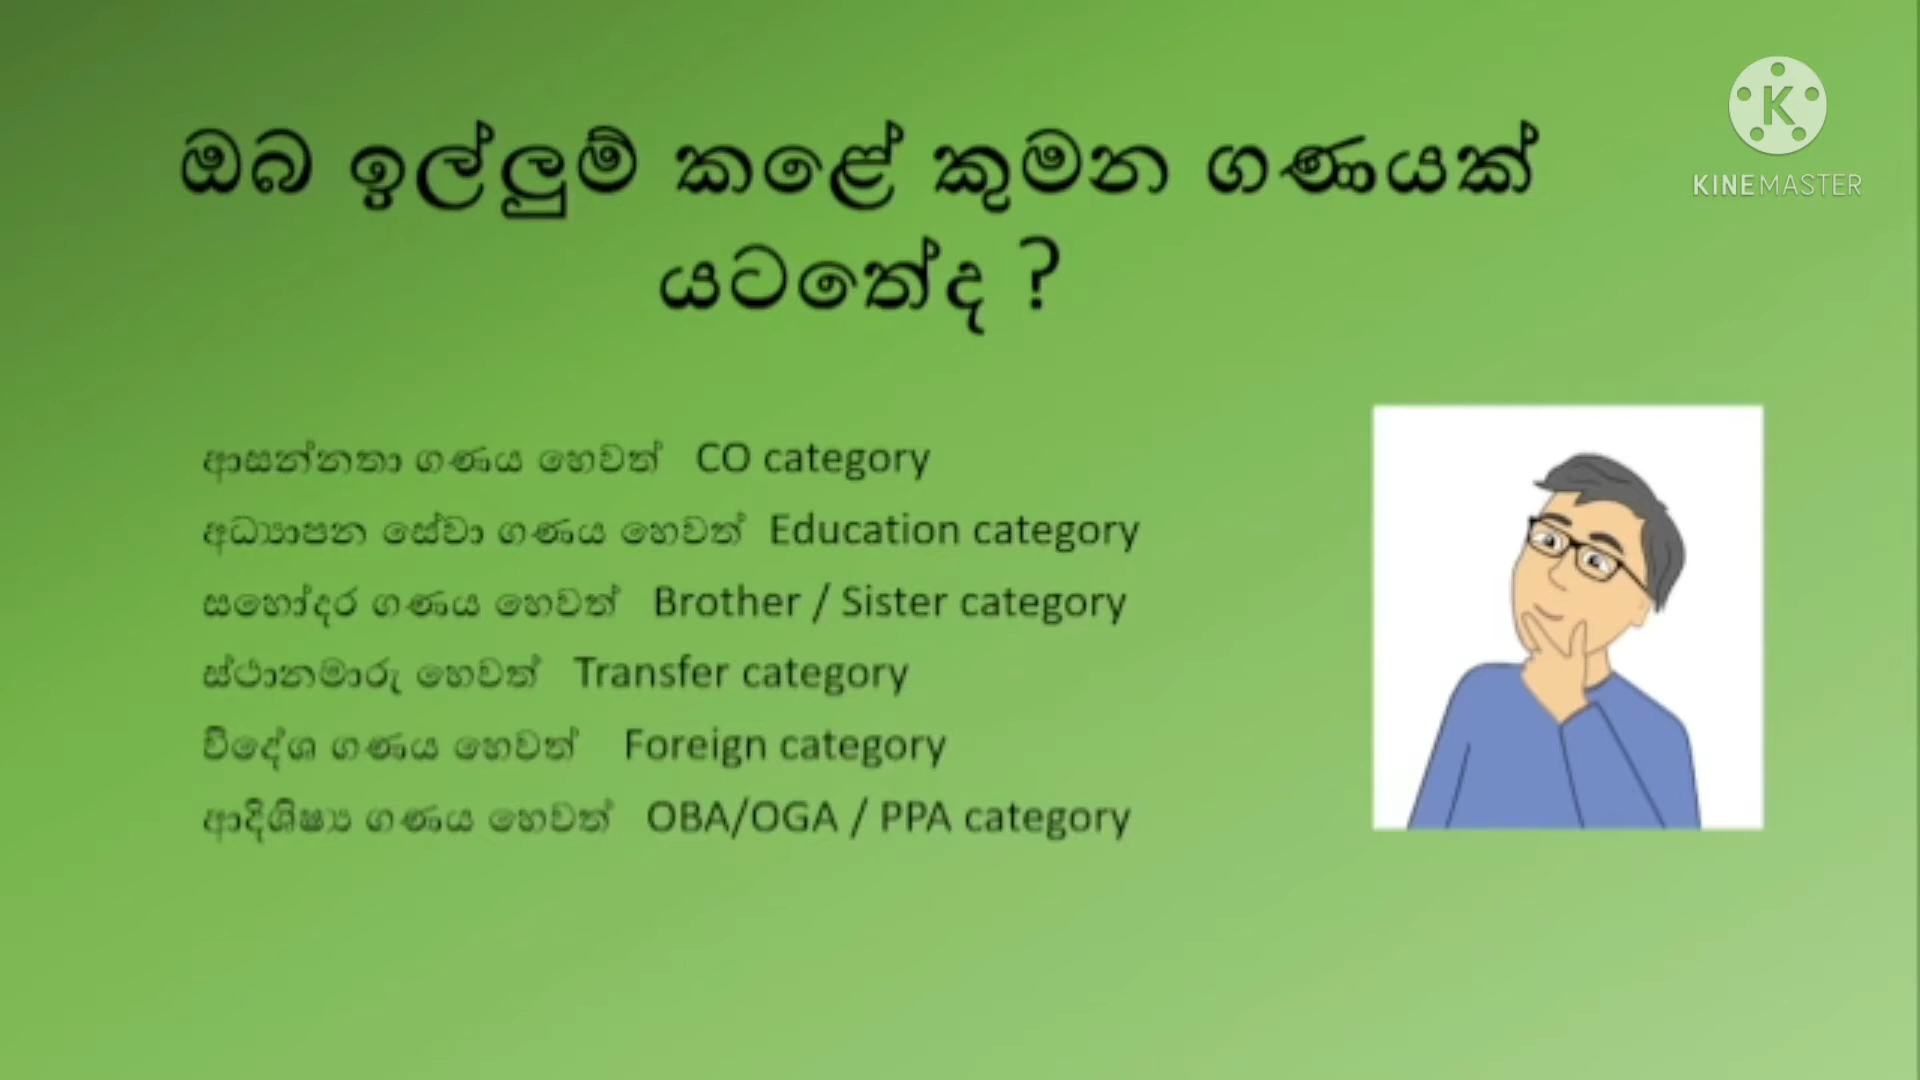 ඔබ ඉල්ලුම් කළේ කුමන ගණයක්
යටතේද ?
K
KINEMASTER
ආසන්නතා ගණය හෙවත් CO category
අධ්‍යාපන සේවා ගණය හෙවත් Education category
සහෝදර ගණය හෙවත් Brother / Sister category
ස්ථානමාරු හෙවත් Transfer category
විදේශ ගණය හෙවත් Foreign category
ආදිශිෂ්‍ය ගණය හෙවත් OBA/OGA / PPA category